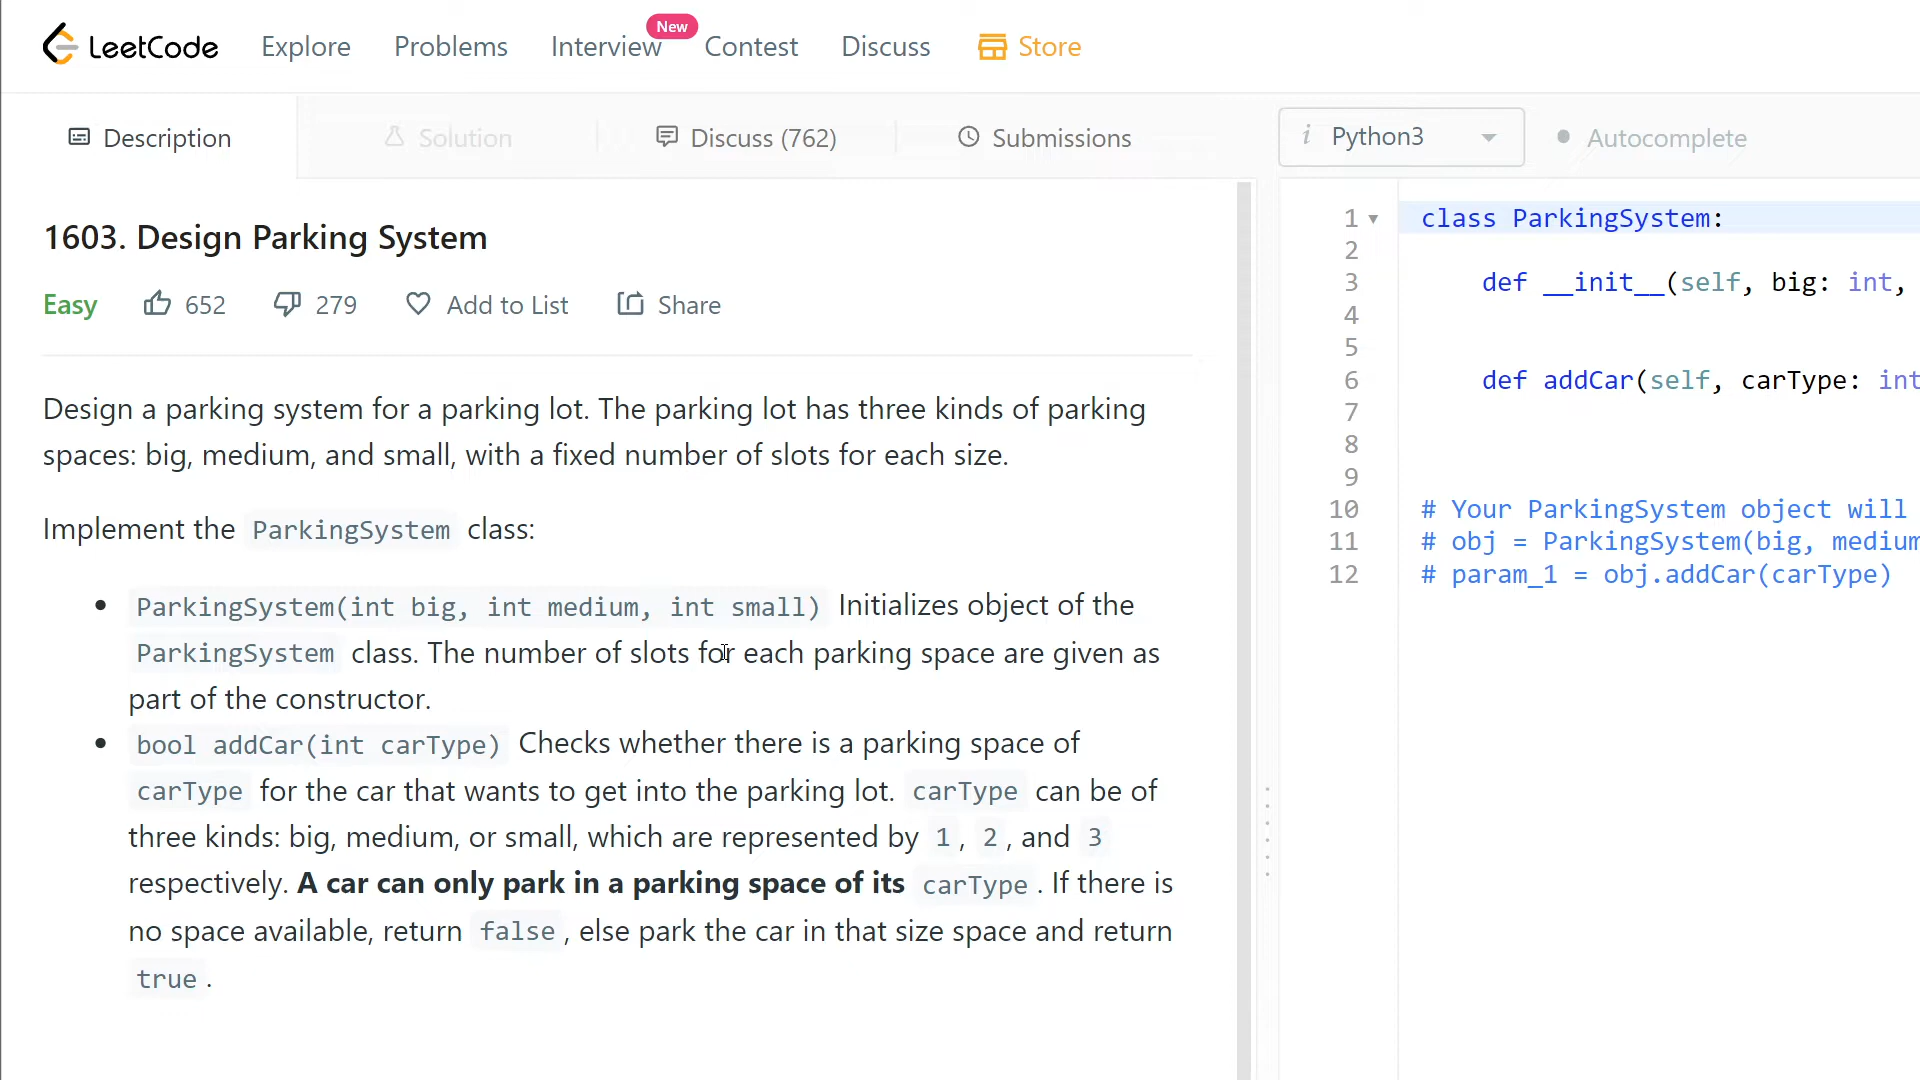 LeetCode Explore Problems Interview New Contest Discuss Store
Description Solution Discuss (762) Submissions i Python3 Autocomplete
1603. Design Parking System
Easy 652 279 Add to List Share
Design a parking system for a parking lot. The parking lot has three kinds of parking
spaces: big, medium, and small, with a fixed number of slots for each size.
Implement the ParkingSystem class:
• ParkingSystem(int big, int medium, int small) Initializes object of the
ParkingSystem class. The number of slots for each parking space are given as
part of the constructor.
• bool addCar(int carType) Checks whether there is a parking space of
carType for the car that wants to get into the parking lot. carType can be of
three kinds: big, medium, or small, which are represented by 1, 2, and 3
respectively. A car can only park in a parking space of its carType. If there is
no space available, return false, else park the car in that size space and return
true.
1 class ParkingSystem:
2
3 def __init__(self, big: int,
4
5
6 def addCar(self, carType: int
7
8
9
10 # Your ParkingSystem object will
11 # obj = ParkingSystem(big, medium
12 # param_1 = obj.addCar(carType)